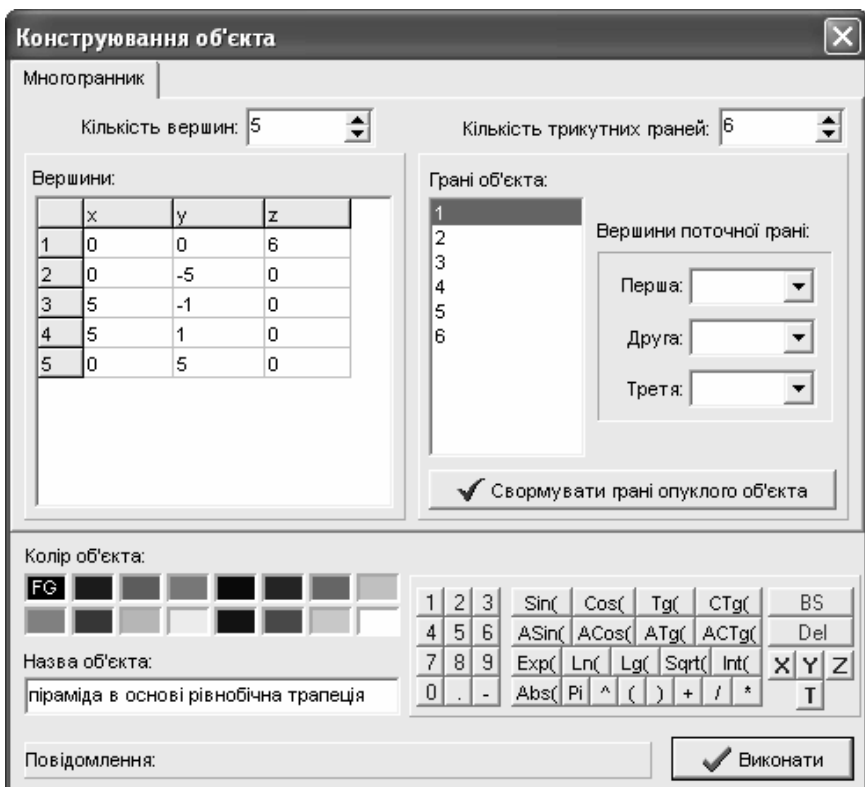 Конструювання об'єкта
Многогранник
Кількість вершин: 5
Кількість трикутних граней: 6
Вершини:
x y z
1 0 0 6
2 0 -5 0
3 5 -1 0
4 5 1 0
5 0 5 0
Грані об'єкта:
1
2
3
4
5
6
Вершини поточної грані:
Перша:
Друга:
Третя:
Свормувати грані опуклого об'єкта
Колір об'єкта:
FG
Назва об'єкта:
піраміда в основі рівнобічна трапеція
1 2 3 Sin( Cos( Tg( CTg( BS
4 5 6 ASin( ACos( ATg( ACTg( Del
7 8 9 Exp( Ln( Lg( Sqrt( Int( X Y Z
0 . - Abs( Pi ^ ( ) + / * T
Повідомлення:
Виконати